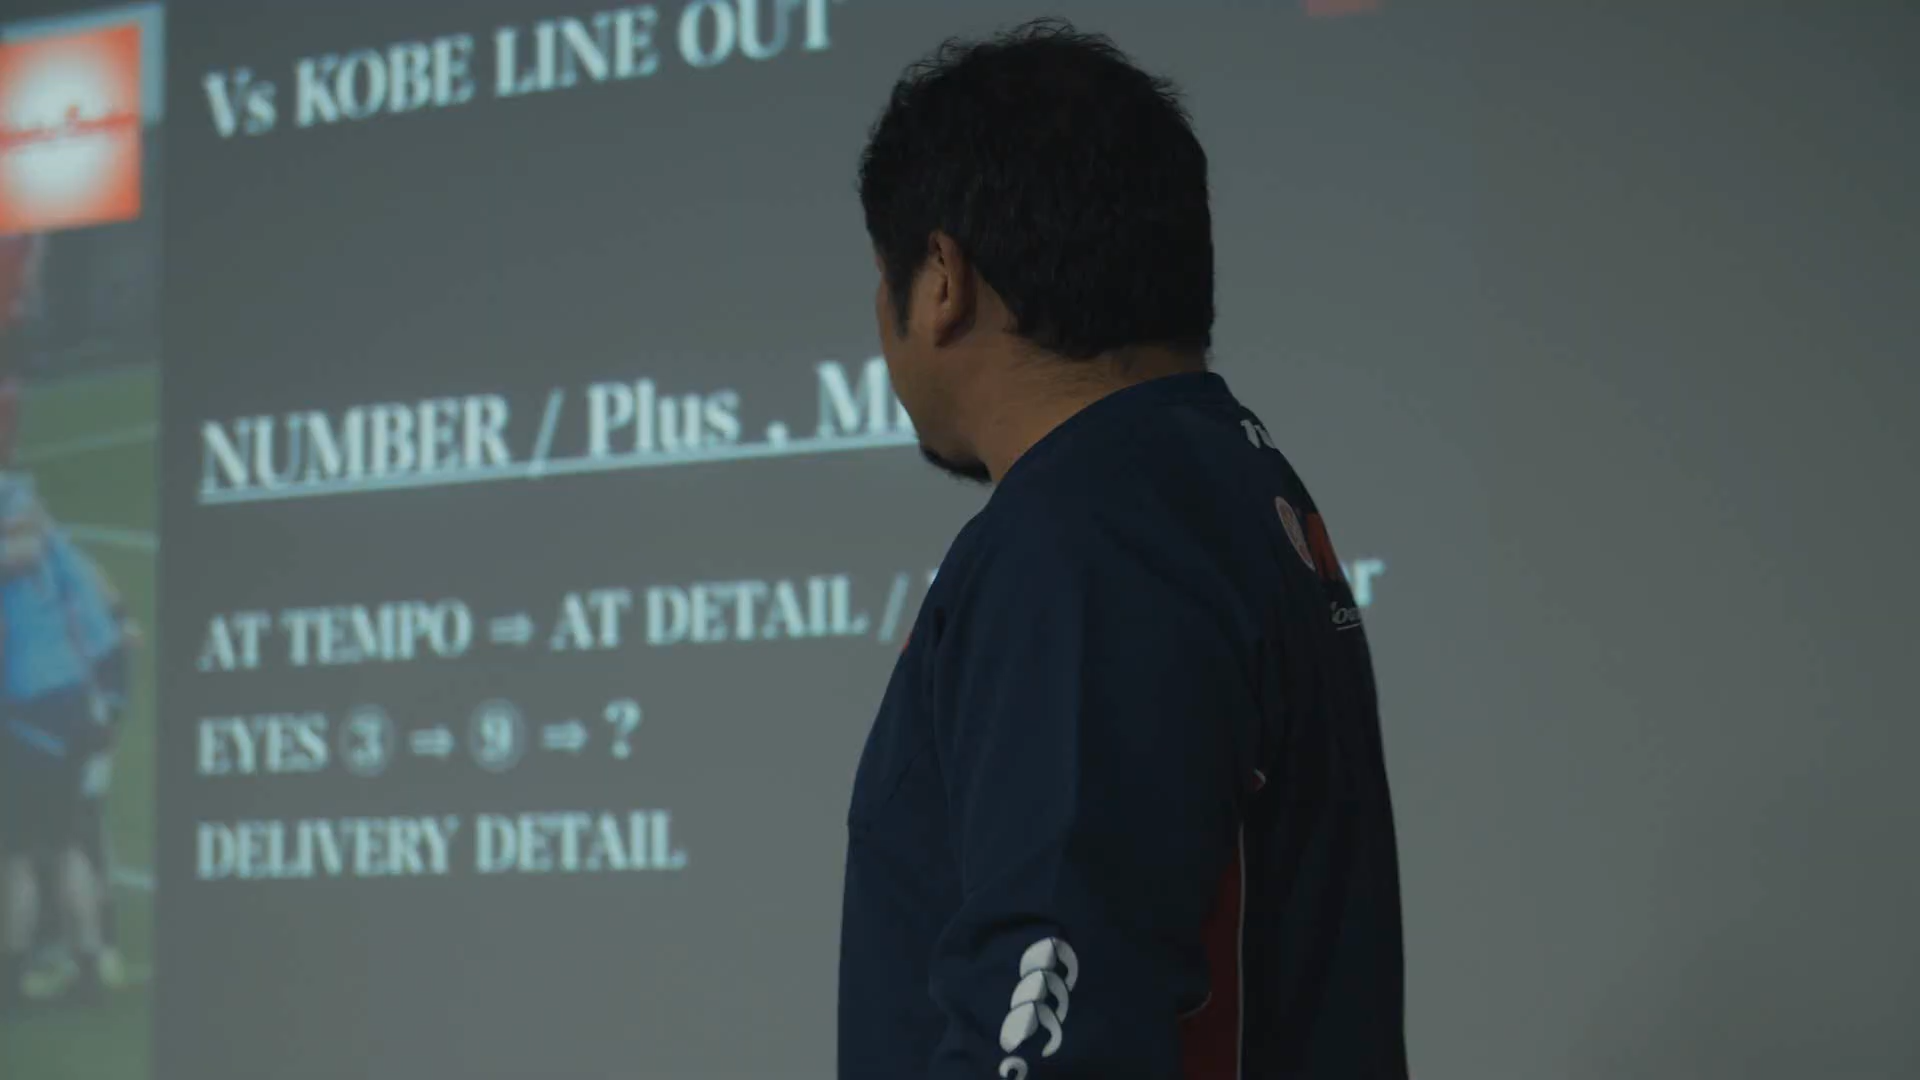 Vs KOBE LINE OUT
NUMBER / Plus , M
AT TEMPO ⇒ AT DETAIL /
EYES ③ ⇒ ⑨ ⇒ ?
DELIVERY DETAIL